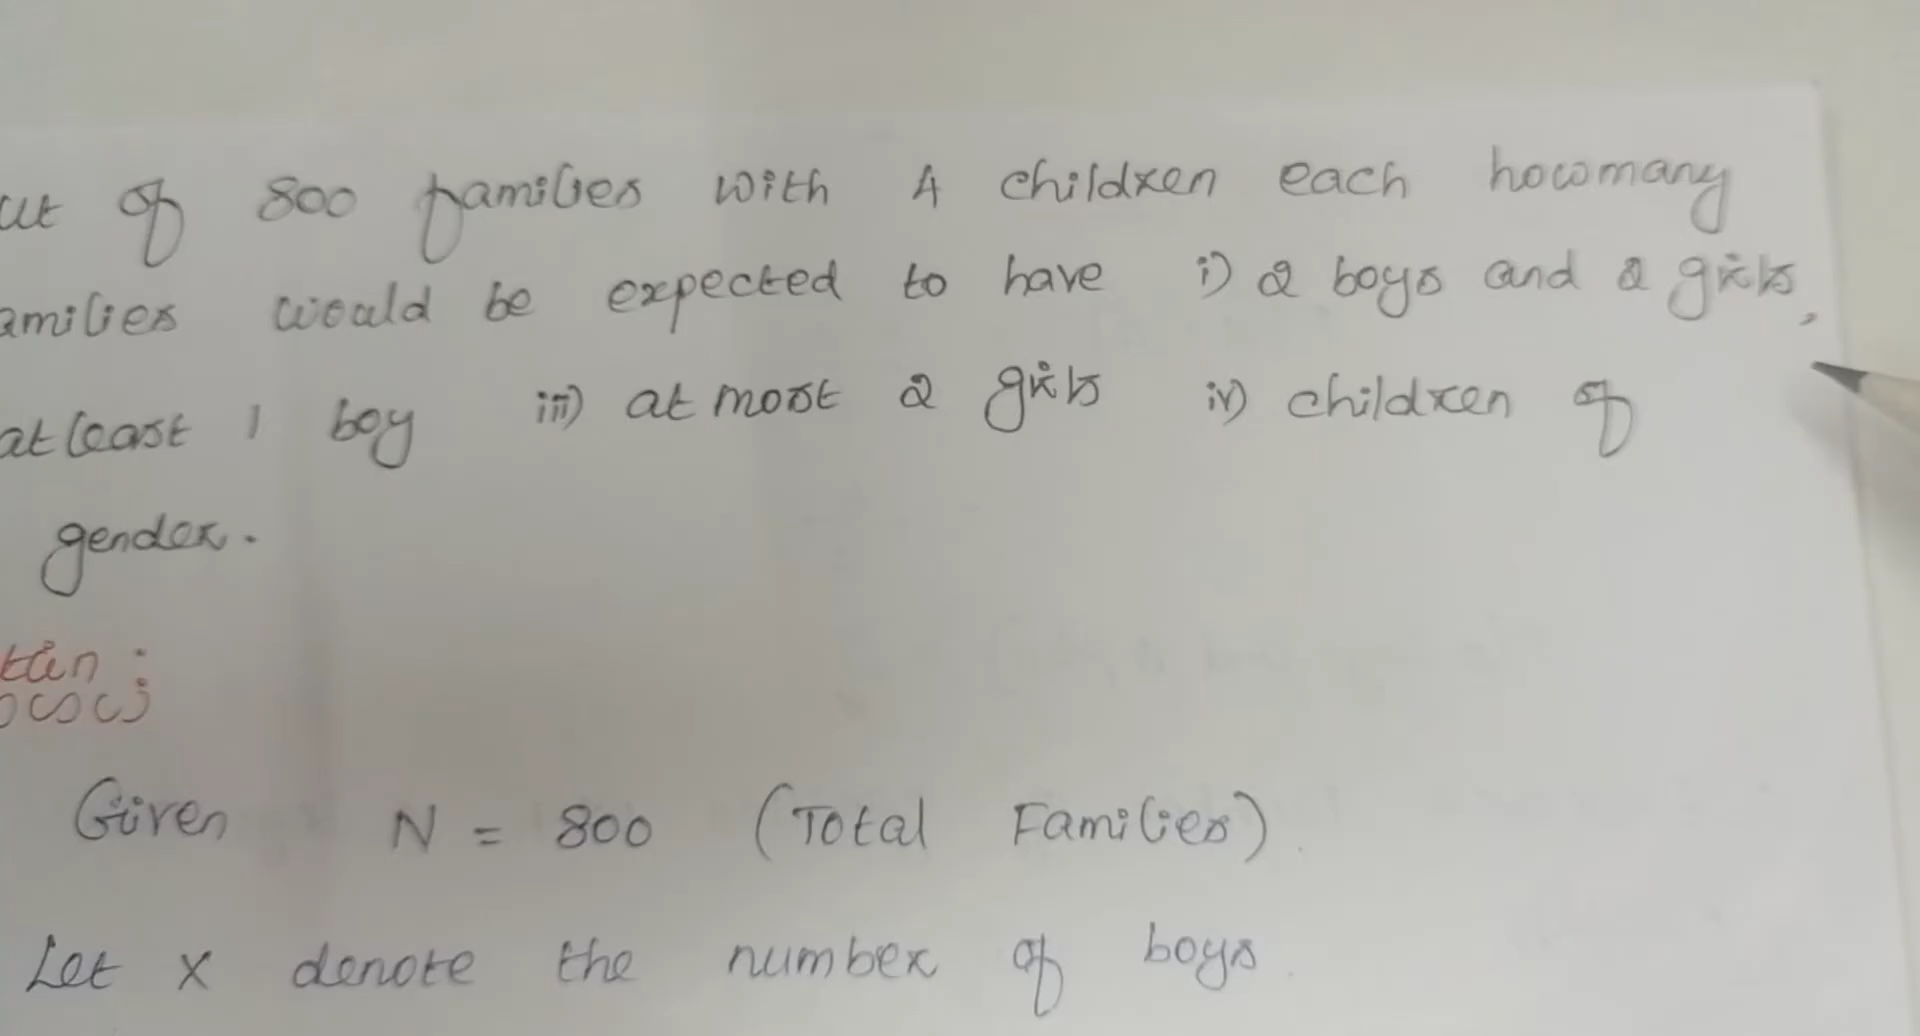 ut of 800 families with 4 children each howmany
amilies would be expected to have i) 2 boys and 2 girls,
atleast 1 boy iii) at most 2 girls iv) children of
gender.
Given N = 800 (Total Families).
Let X denote the number of boys.